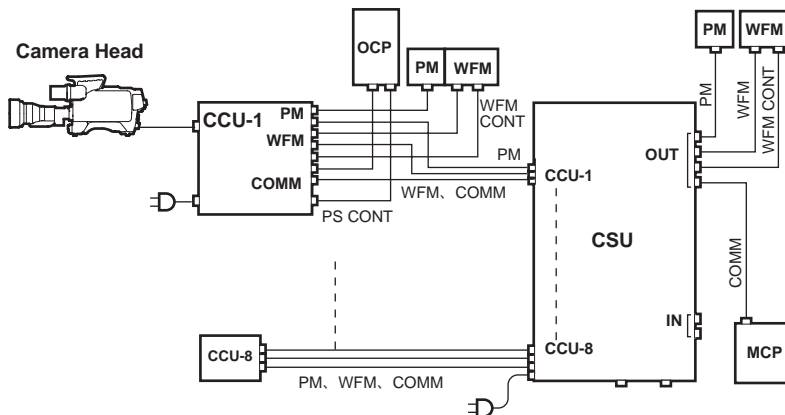 Camera Head
OCP
PM
WFM
PM
WFM
CCU-1
PM
WFM
COMM
WFM
CONT
PM
WFM、COMM
PS CONT
CCU-1
OUT
CSU
IN
CCU-8
PM
WFM
WFM CONT
COMM
MCP
CCU-8
PM、WFM、COMM